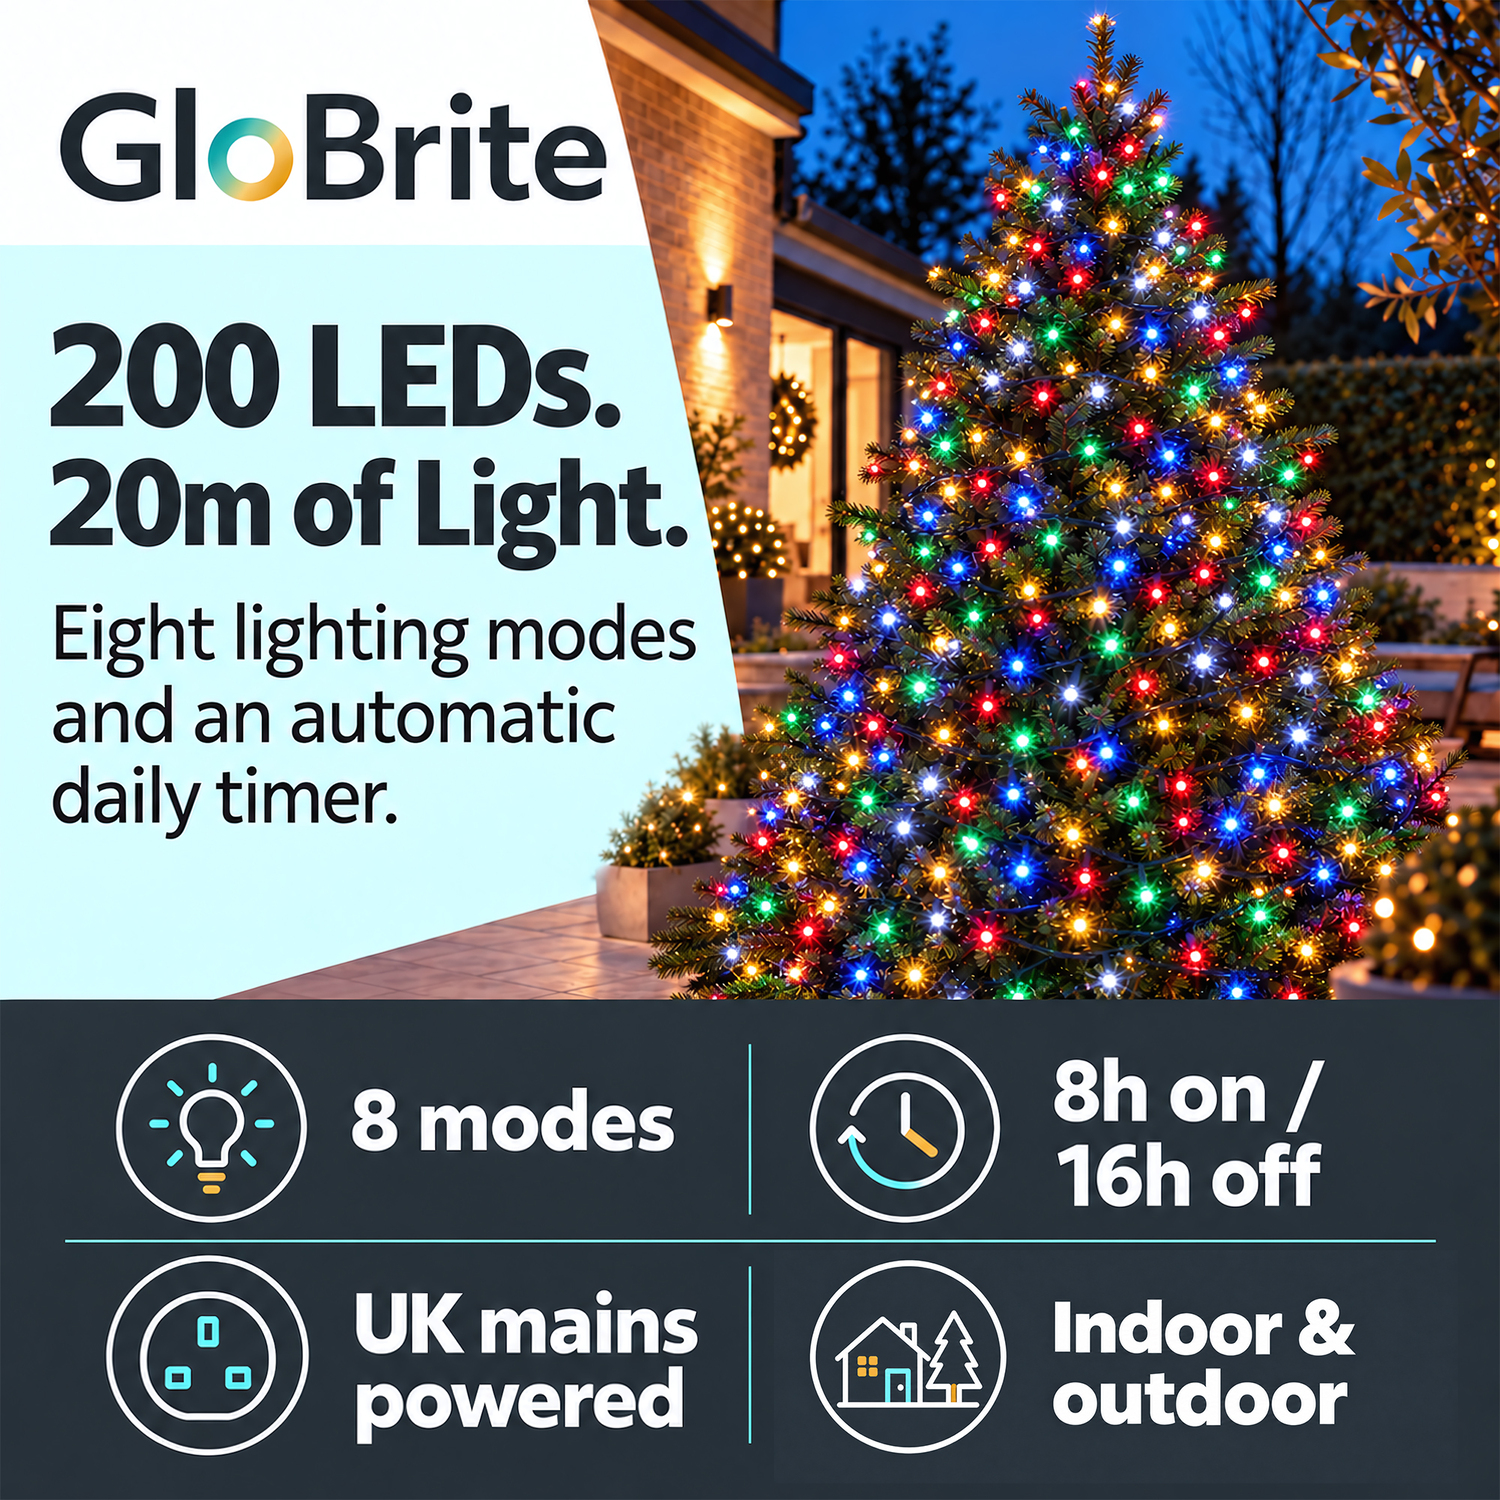 GloBrite
200 LEDs.
20m of Light.
Eight lighting modes
and an automatic
daily timer.
8 modes
8h on /
16h off
UK mains
powered
Indoor &
outdoor